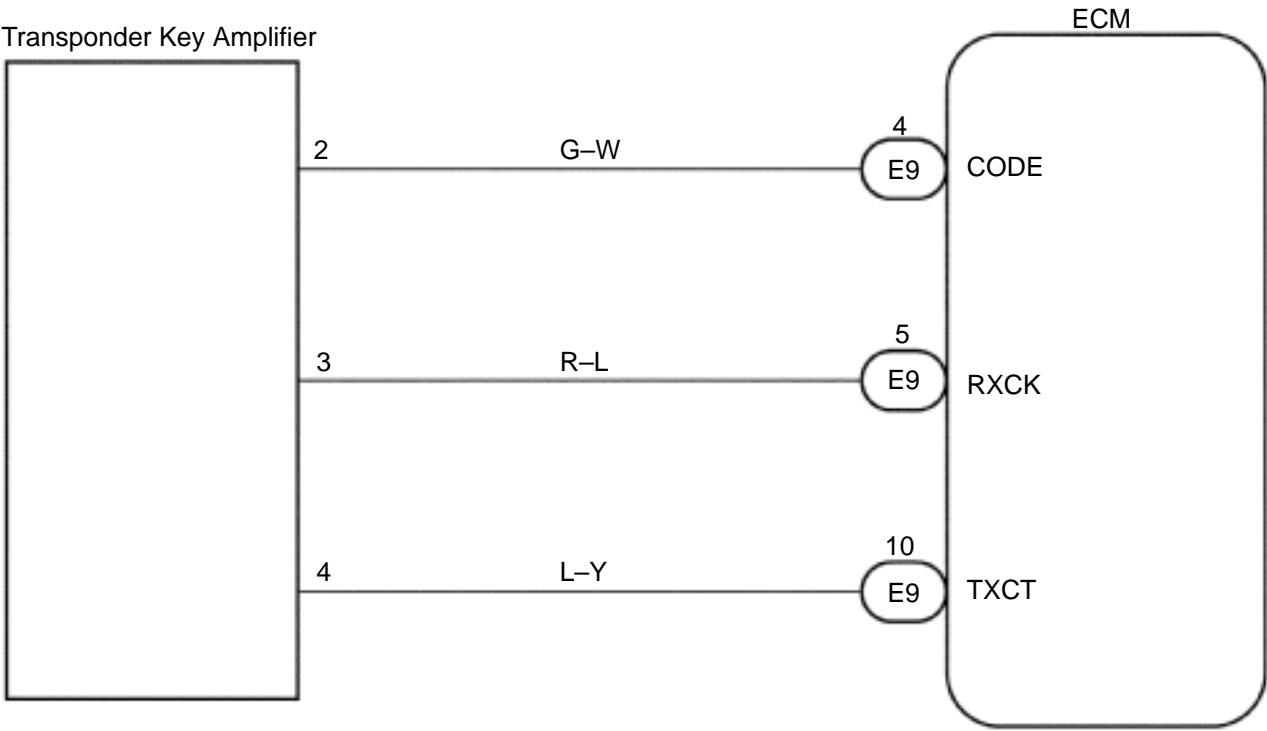 ECM
Transponder Key Amplifier
2 G–W 4
E9 CODE
3 R–L 5
E9 RXCK
4 L–Y 10
E9 TXCT